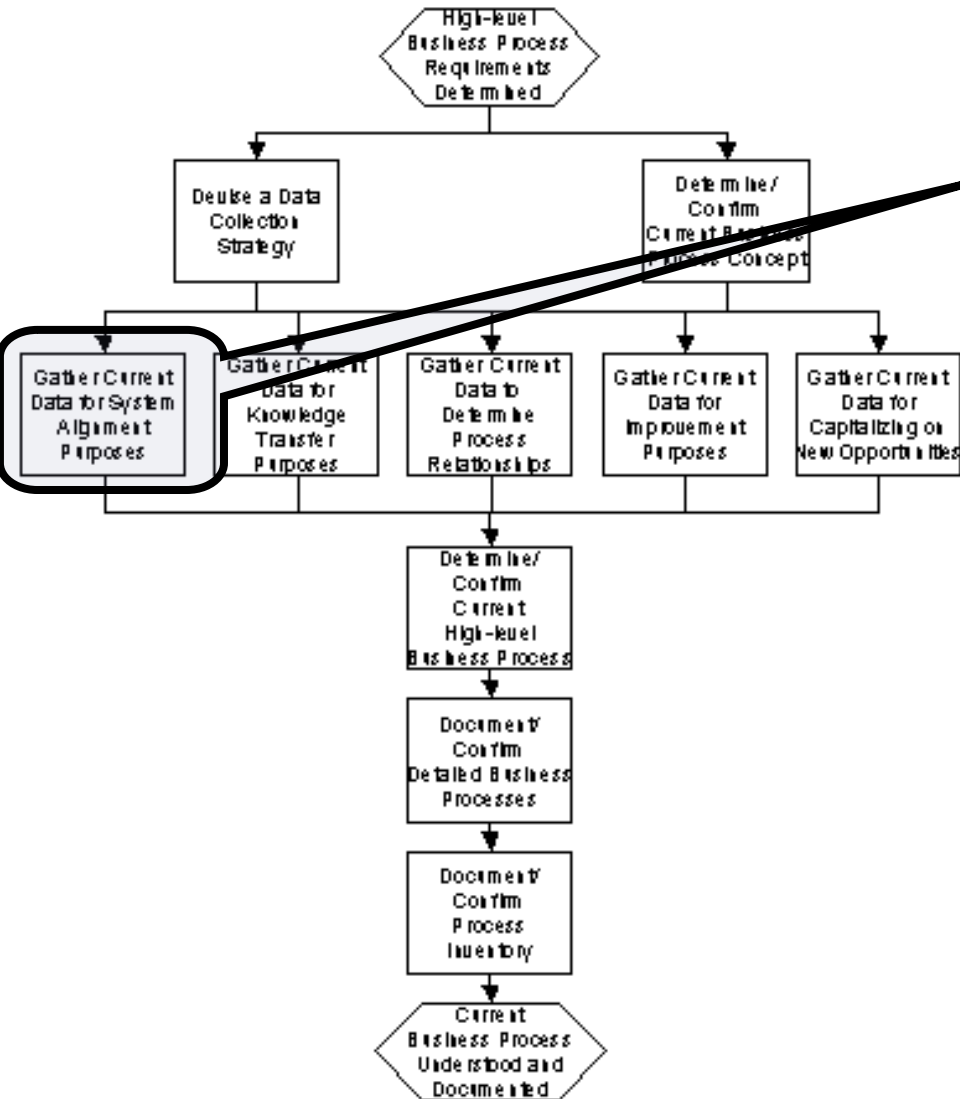 High-level
Business Process
Requirements
Determined
Devise a Data
Collection
Strategy
Determine/
Confirm
Current Business
Process Concept
Gather Current
Data for System
Alignment
Purposes
Gather Current
Data for
Knowledge
Transfer
Purposes
Gather Current
Data to
Determine
Process
Relationships
Gather Current
Data for
Improvement
Purposes
Gather Current
Data for
Capitalizing on
New Opportunities
Determine/
Confirm
Current
High-level
Business Process
Document/
Confirm
Detailed Business
Processes
Document/
Confirm
Process
Inventory
Current
Business Process
Understood and
Documented